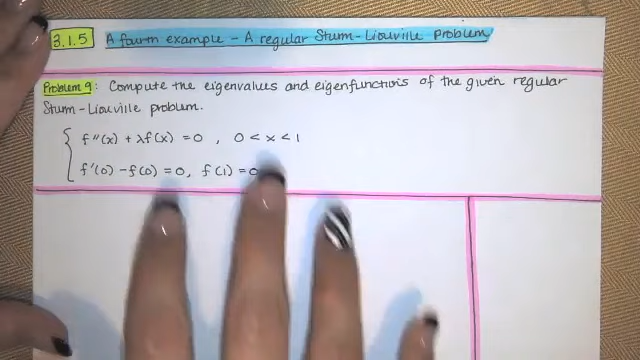 3.1.5 A fourth example - A regular Sturm-Liouville Problem
Problem 9: Compute the eigenvalues and eigenfunctions of the given regular
Sturm-Liouville problem.
f''(x) + λf(x) = 0 , 0 < x < 1
f'(0) - f(0) = 0, f(1) = 0